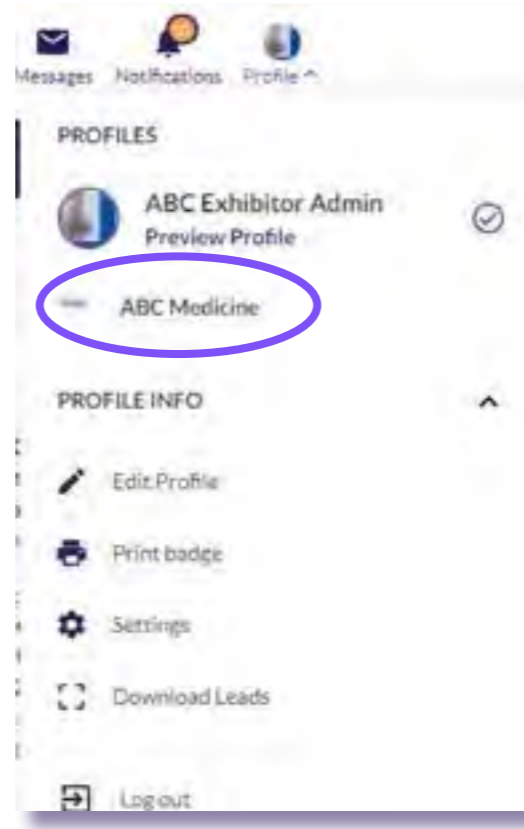 Messages Notifications Profile
PROFILES
ABC Exhibitor Admin
Preview Profile
ABC Medicine
PROFILE INFO
Edit Profile
Print badge
Settings
Download Leads
Log out